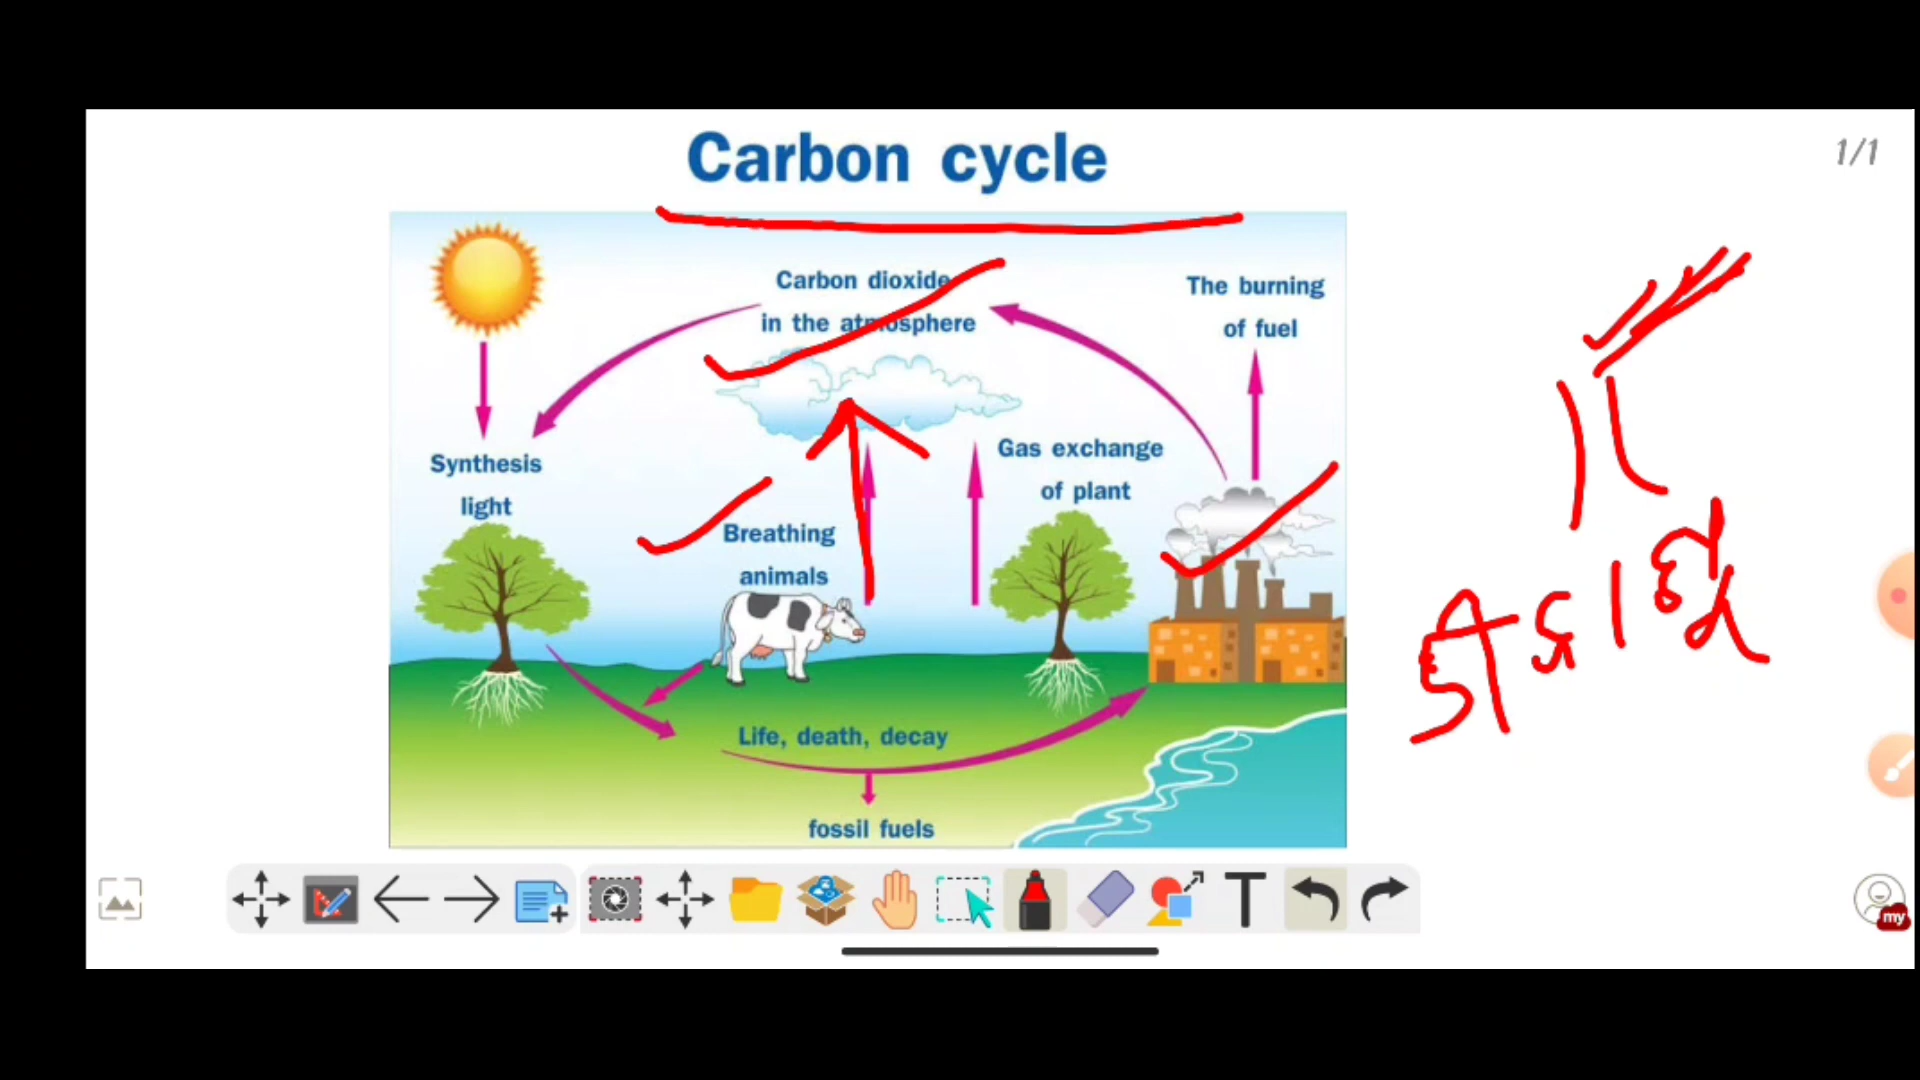 Carbon cycle
1/1
Carbon dioxide
in the atmosphere
The burning
of fuel
Synthesis
light
Gas exchange
of plant
Breathing
animals
Life, death, decay
fossil fuels
T
my